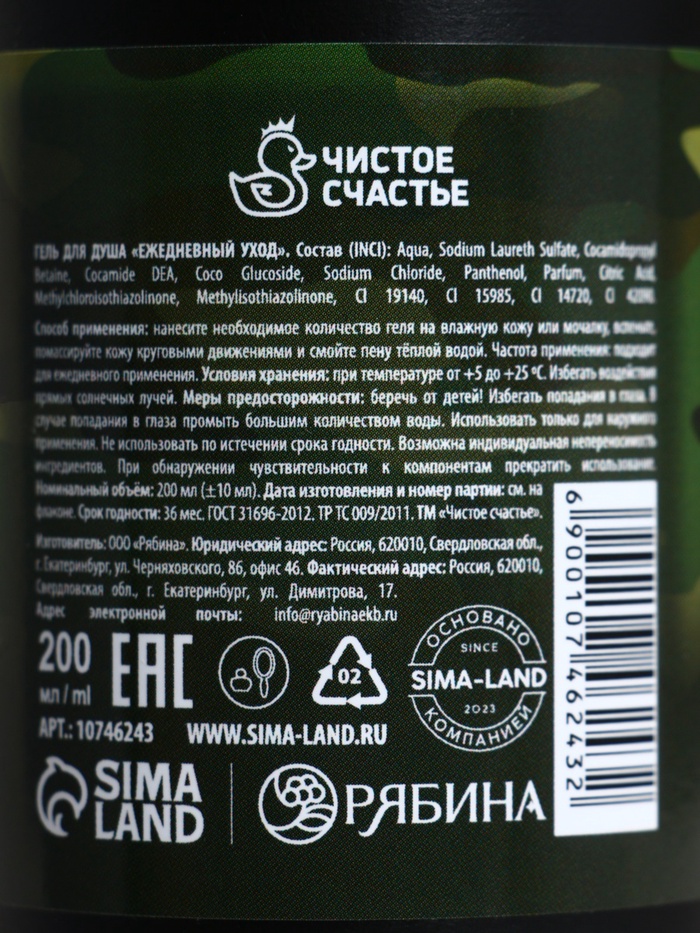 ЧИСТОЕ
СЧАСТЬЕ
ГЕЛЬ ДЛЯ ДУША «ЕЖЕДНЕВНЫЙ УХОД». Состав (INCI): Aqua, Sodium Laureth Sulfate, Cocamidopropyl
Betaine, Cocamide DEA, Coco Glucoside, Sodium Chloride, Panthenol, Parfum, Citric Acid,
Methylchloroisothiazolinone, Methylisothiazolinone, CI 19140, CI 15985, CI 14720, CI
Способ применения: нанесите необходимое количество геля на влажную кожу или мочалку, вспеньте,
помассируйте кожу круговыми движениями и смойте пену тёплой водой. Частота применения: подходит
для ежедневного применения. Условия хранения: при температуре от +5 до +25 °С. Избегать воздействия
прямых солнечных лучей. Меры предосторожности: беречь от детей! Избегать попадания в глаза. В
случае попадания в глаза промыть большим количеством воды. Использовать только для наружного
применения. Не использовать по истечении срока годности. Возможна индивидуальная непереносимость
ингредиентов. При обнаружении чувствительности к компонентам прекратить использование.
Номинальный объём: 200 мл (±10 мл). Дата изготовления и номер партии: см. на
флаконе. Срок годности: 36 мес. ГОСТ 31696-2012. ТР ТС 009/2011. ТМ «Чистое счастье».
Изготовитель: ООО «Рябина». Юридический адрес: Россия, 620010, Свердловская обл.,
г. Екатеринбург, ул. Черняховского, 86, офис 46. Фактический адрес: Россия, 620010,
Свердловская обл., г. Екатеринбург, ул. Димитрова, 17.
Адрес электронной почты: info@ryabinaekb.ru
200
мл / ml
EAC
02
ОСНОВАНО
SINCE
SIMA-LAND
2023
КОМПАНИЕЙ
АРТ.: 10746243
WWW.SIMA-LAND.RU
SIMA
LAND
РЯБИНА
6 900107 462432